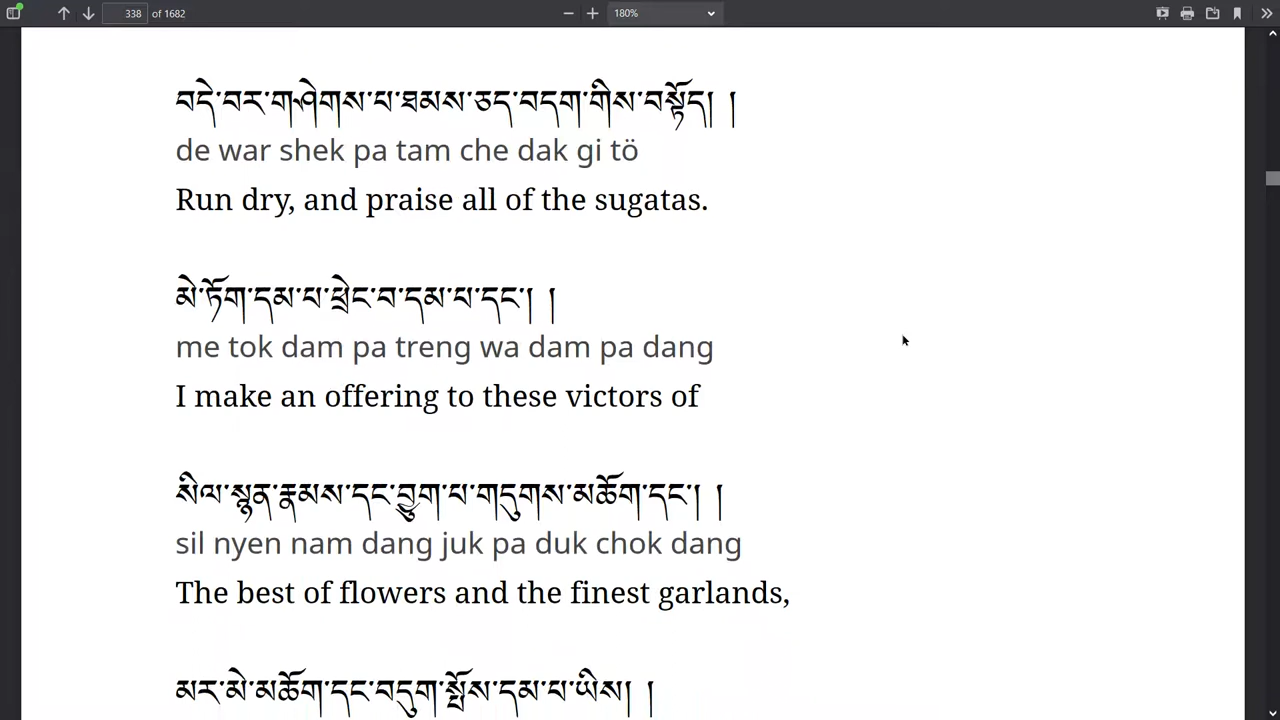 338 of 1682
180%
བདེ་བར་གཤེགས་པ་ཐམས་ཅད་བདག་གིས་བསྟོད། །
de war shek pa tam che dak gi tö
Run dry, and praise all of the sugatas.
མེ་ཏོག་དམ་པ་ཕྲེང་བ་དམ་པ་དང་། །
me tok dam pa treng wa dam pa dang
I make an offering to these victors of
སིལ་སྙན་རྣམས་དང་བྱུག་པ་གདུགས་མཆོག་དང་། །
sil nyen nam dang juk pa duk chok dang
The best of flowers and the finest garlands,
མར་མེ་མཆོག་དང་བདུག་སྤོས་དམ་པ་ཡིས། །